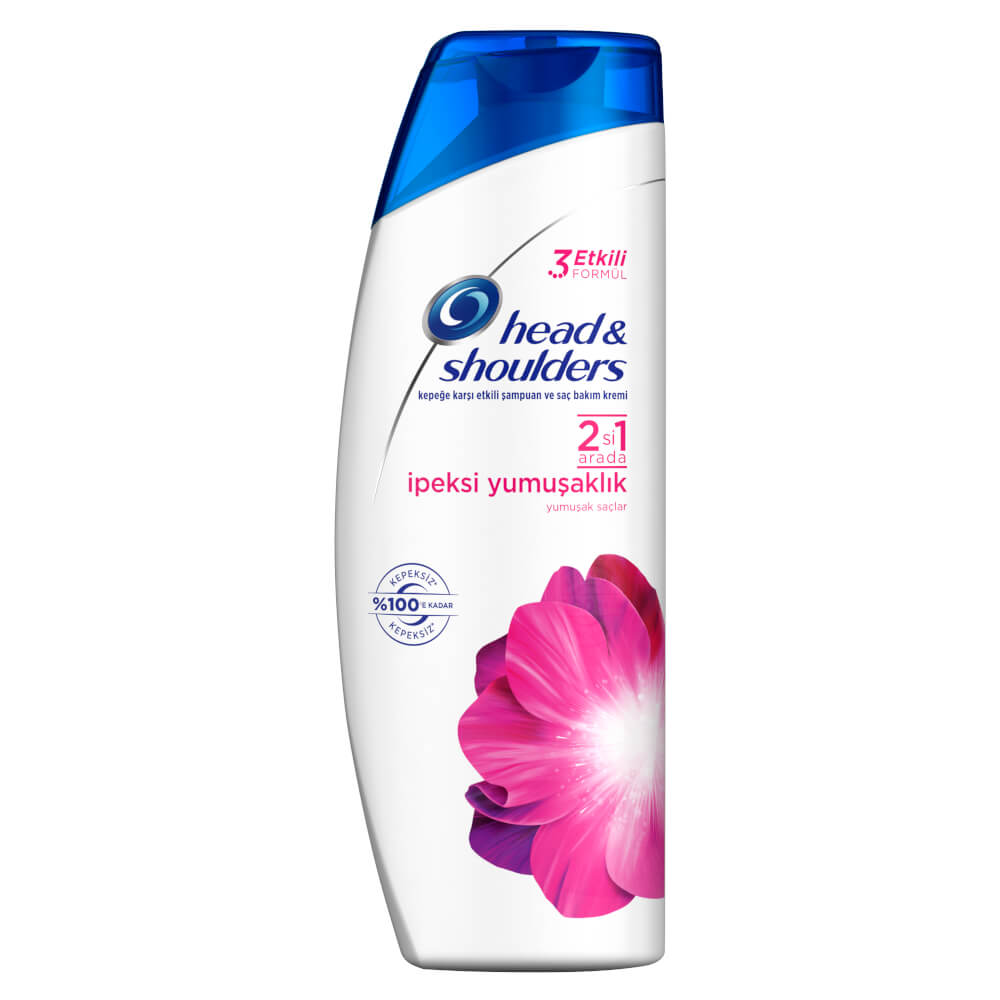 3 Etkili
FORMÜL
head &
shoulders
kepeğe karşı etkili şampuan ve saç bakım kremi
2si1
arada
ipeksi yumuşaklık
yumuşak saçlar
KEPEKSİZ*
%100'E KADAR
KEPEKSİZ*